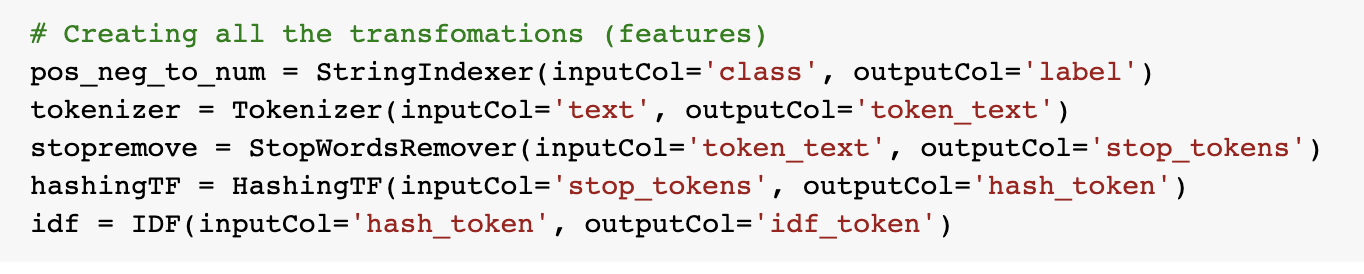 # Creating all the transfomations (features)
pos_neg_to_num = StringIndexer(inputCol='class', outputCol='label')
tokenizer = Tokenizer(inputCol='text', outputCol='token_text')
stopremove = StopWordsRemover(inputCol='token_text', outputCol='stop_tokens')
hashingTF = HashingTF(inputCol='stop_tokens', outputCol='hash_token')
idf = IDF(inputCol='hash_token', outputCol='idf_token')